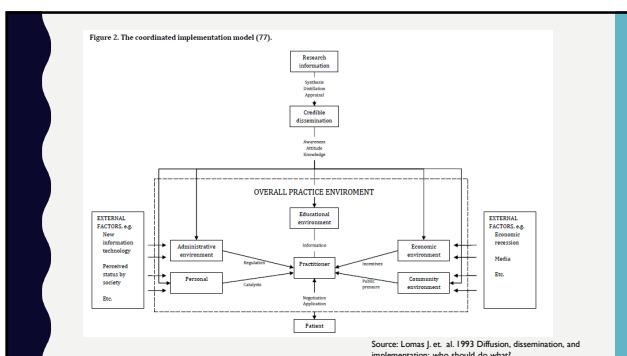 Figure 2. The coordinated implementation model (77).
Research
information
Synthesis
Distillation
Appraisal
Credible
dissemination
Awareness
Attitude
Knowledge
OVERALL PRACTICE ENVIROMENT
Educational
environment
Information
EXTERNAL
FACTORS, e.g.
New
information
technology
Perceived
status by
society
Etc.
Administrative
environment
Regulation
Personal
Catalysts
Practitioner
Incentives
Economic
environment
Public
pressure
Community
environment
EXTERNAL
FACTORS, e.g.
Economic
recession
Media
Etc.
Negotiation
Application
Patient
Source: Lomas J. et. al. 1993 Diffusion, dissemination, and
implementation: who should do what?